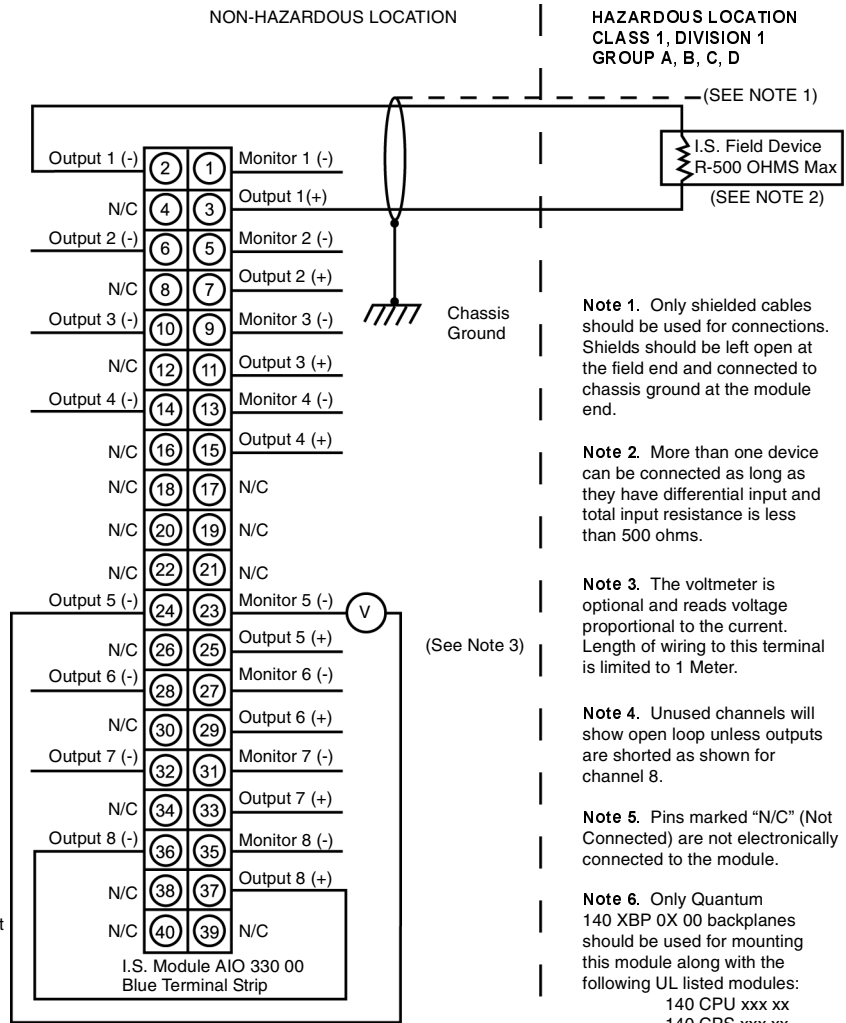 NON-HAZARDOUS LOCATION
HAZARDOUS LOCATION
CLASS 1, DIVISION 1
GROUP A, B, C, D
(SEE NOTE 1)
I.S. Field Device
R-500 OHMS Max
(SEE NOTE 2)
Output 1 (-) 2 1 Monitor 1 (-)
N/C 4 3 Output 1(+)
Output 2 (-) 6 5 Monitor 2 (-)
N/C 8 7 Output 2 (+)
Output 3 (-) 10 9 Monitor 3 (-)
N/C 12 11 Output 3 (+)
Output 4 (-) 14 13 Monitor 4 (-)
N/C 16 15 Output 4 (+)
N/C 18 17 N/C
N/C 20 19 N/C
N/C 22 21 N/C
Output 5 (-) 24 23 Monitor 5 (-) V
N/C 26 25 Output 5 (+)
Output 6 (-) 28 27 Monitor 6 (-)
N/C 30 29 Output 6 (+)
Output 7 (-) 32 31 Monitor 7 (-)
N/C 34 33 Output 7 (+)
Output 8 (-) 36 35 Monitor 8 (-)
N/C 38 37 Output 8 (+)
N/C 40 39 N/C
I.S. Module AIO 330 00
Blue Terminal Strip
Chassis
Ground
(See Note 3)
Note 1. Only shielded cables
should be used for connections.
Shields should be left open at
the field end and connected to
chassis ground at the module
end.
Note 2. More than one device
can be connected as long as
they have differential input and
total input resistance is less
than 500 ohms.
Note 3. The voltmeter is
optional and reads voltage
proportional to the current.
Length of wiring to this terminal
is limited to 1 Meter.
Note 4. Unused channels will
show open loop unless outputs
are shorted as shown for
channel 8.
Note 5. Pins marked “N/C” (Not
Connected) are not electronically
connected to the module.
Note 6. Only Quantum
140 XBP 0X 00 backplanes
should be used for mounting
this module along with the
following UL listed modules:
140 CPU xxx xx
140 CPS xxx xx